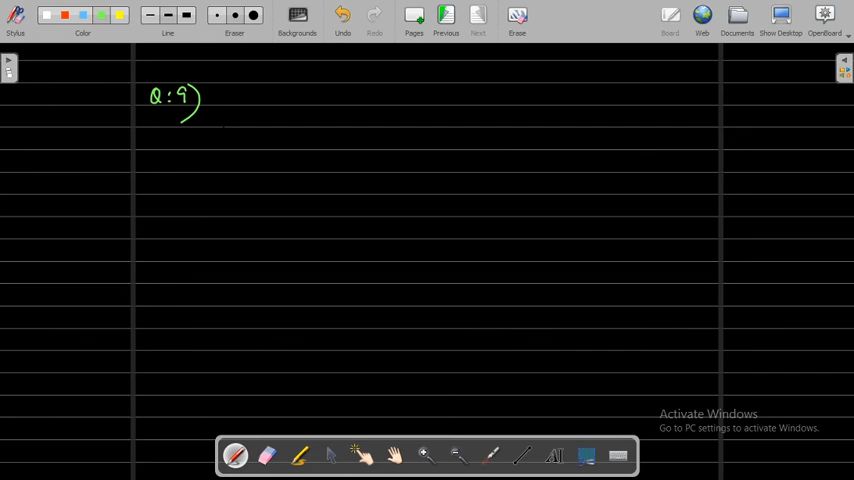 Stylus Color Line Eraser Backgrounds Undo Redo Pages Previous Next Erase Board Web Documents Show Desktop OpenBoard
Q:9)
Activate Windows
Go to PC settings to activate Windows.
AI